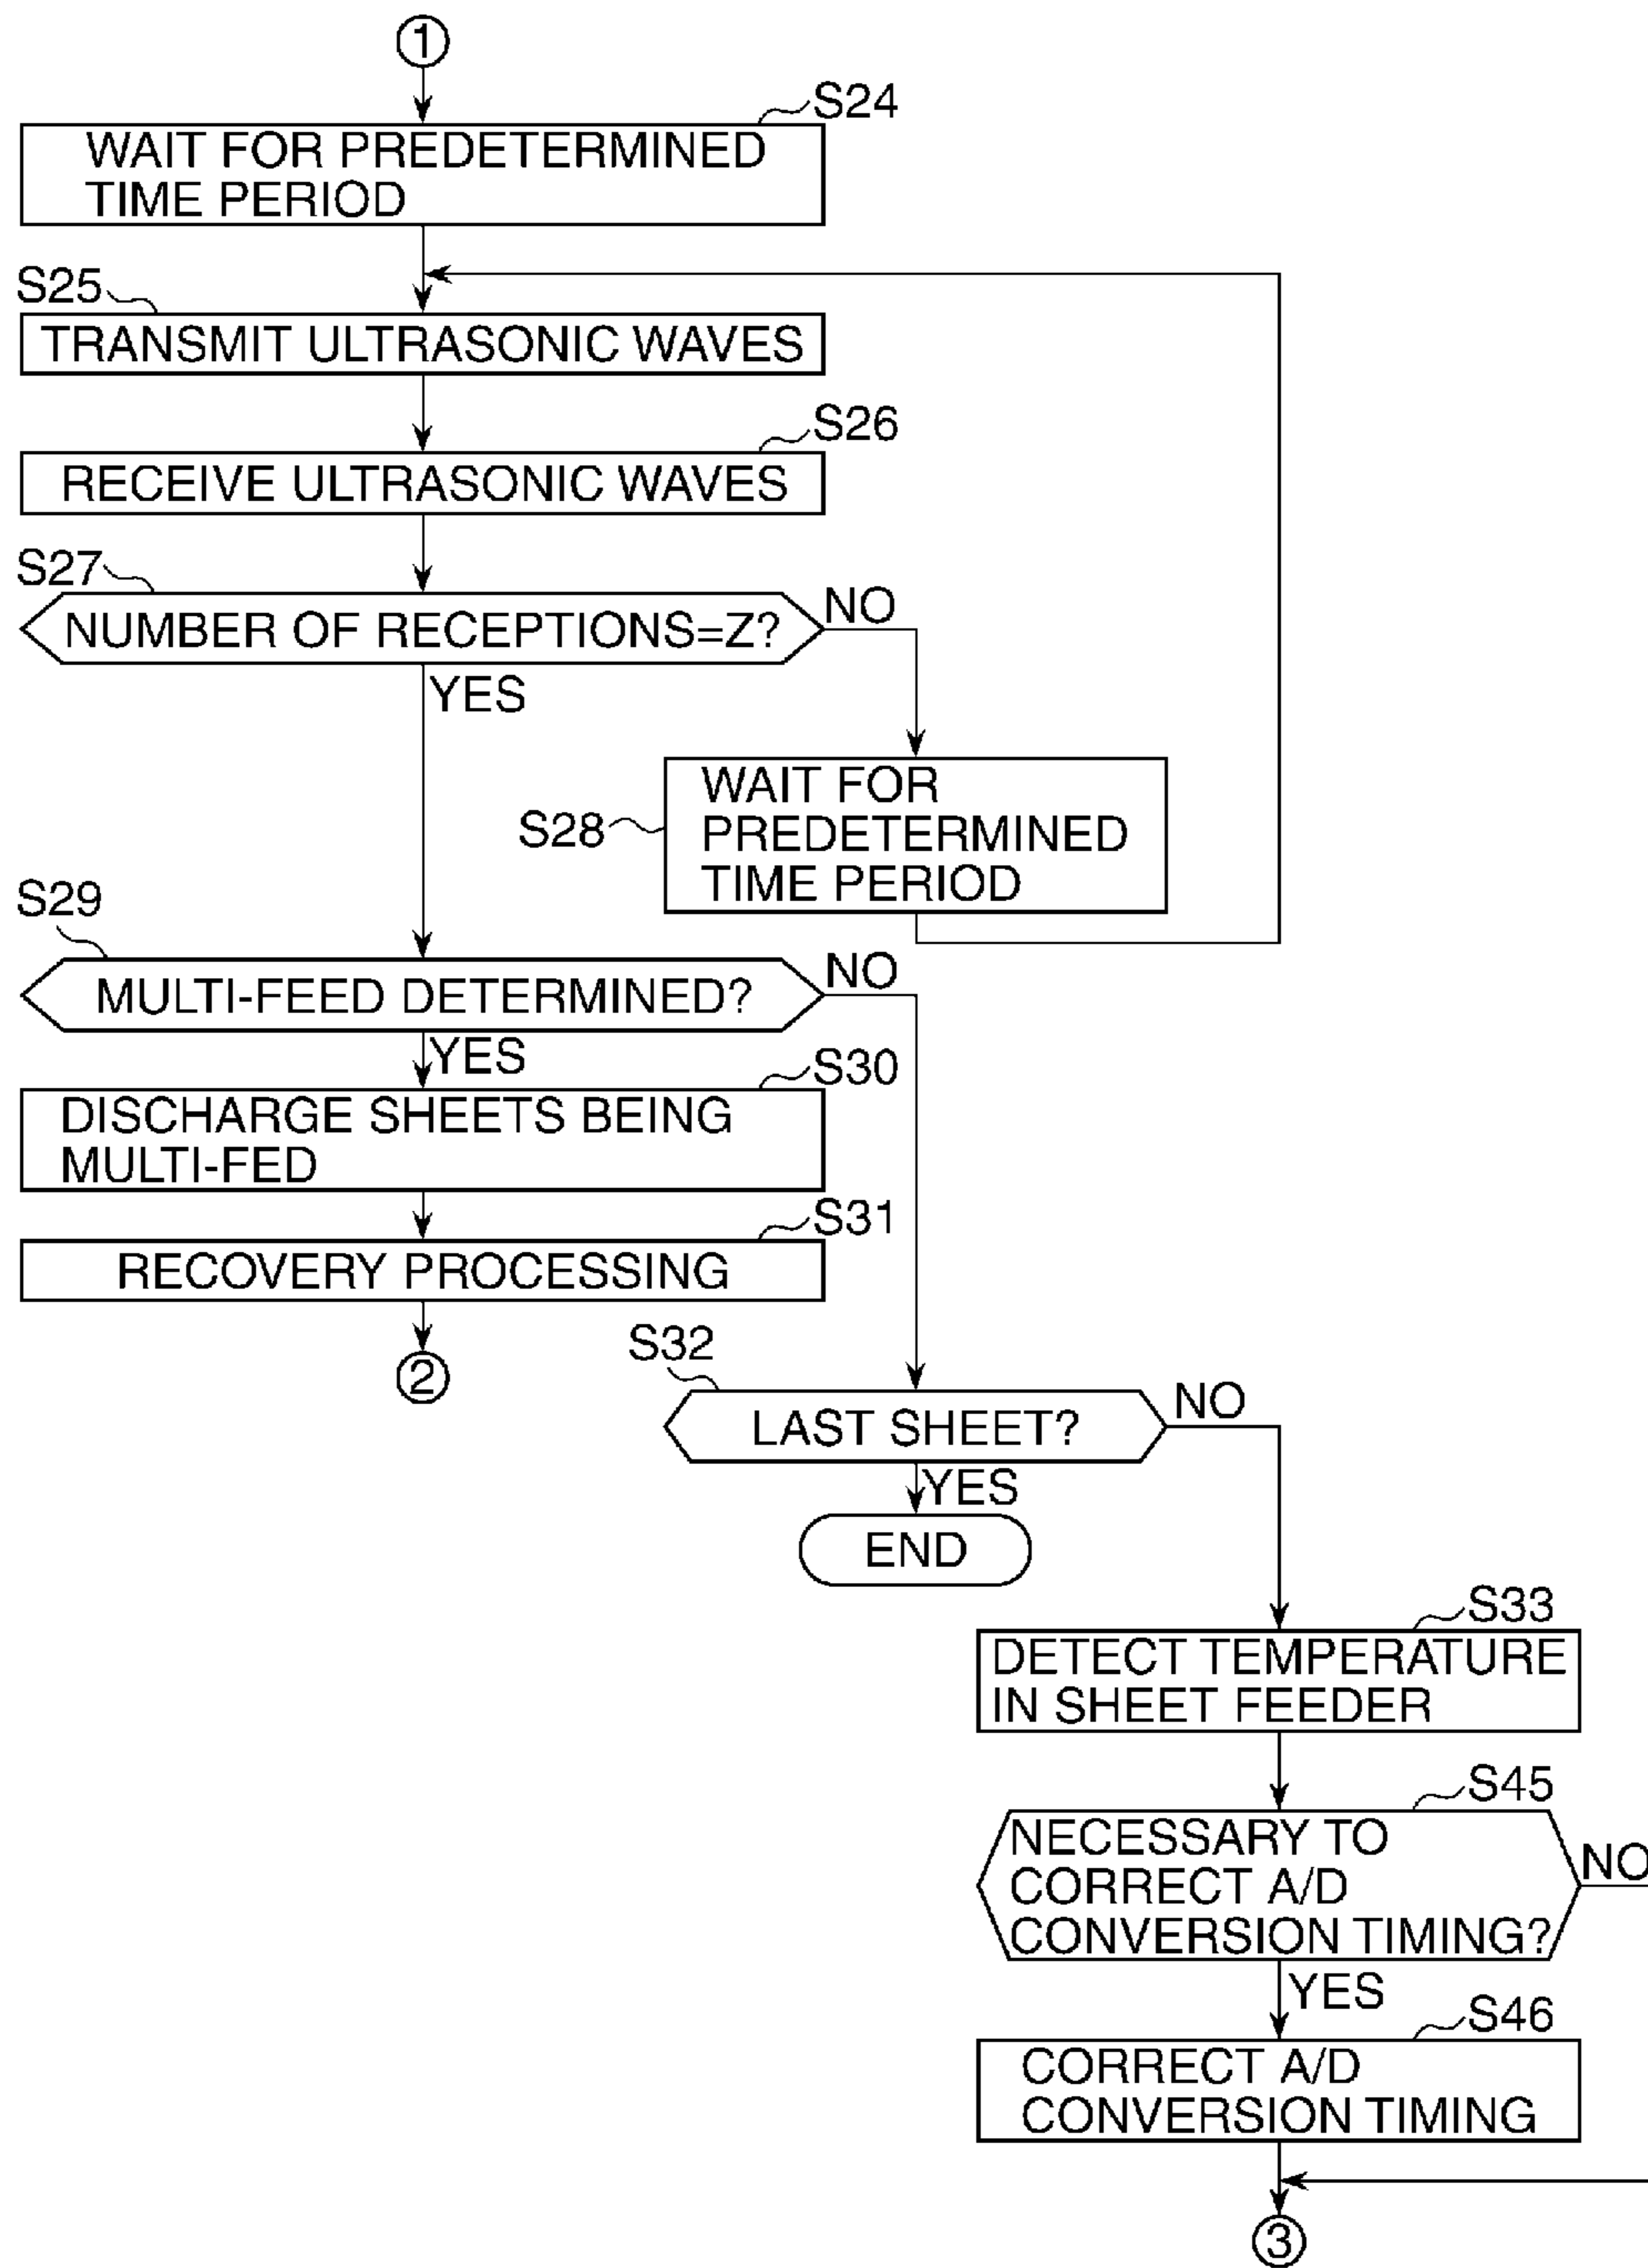 1
S24
WAIT FOR PREDETERMINED
TIME PERIOD
S25
TRANSMIT ULTRASONIC WAVES
S26
RECEIVE ULTRASONIC WAVES
S27
NUMBER OF RECEPTIONS=Z?
NO
YES
S28
WAIT FOR
PREDETERMINED
TIME PERIOD
S29
MULTI-FEED DETERMINED?
NO
YES
S30
DISCHARGE SHEETS BEING
MULTI-FED
S31
RECOVERY PROCESSING
2
S32
LAST SHEET?
NO
YES
END
S33
DETECT TEMPERATURE
IN SHEET FEEDER
S45
NECESSARY TO
CORRECT A/D
CONVERSION TIMING?
NO
YES
S46
CORRECT A/D
CONVERSION TIMING
3